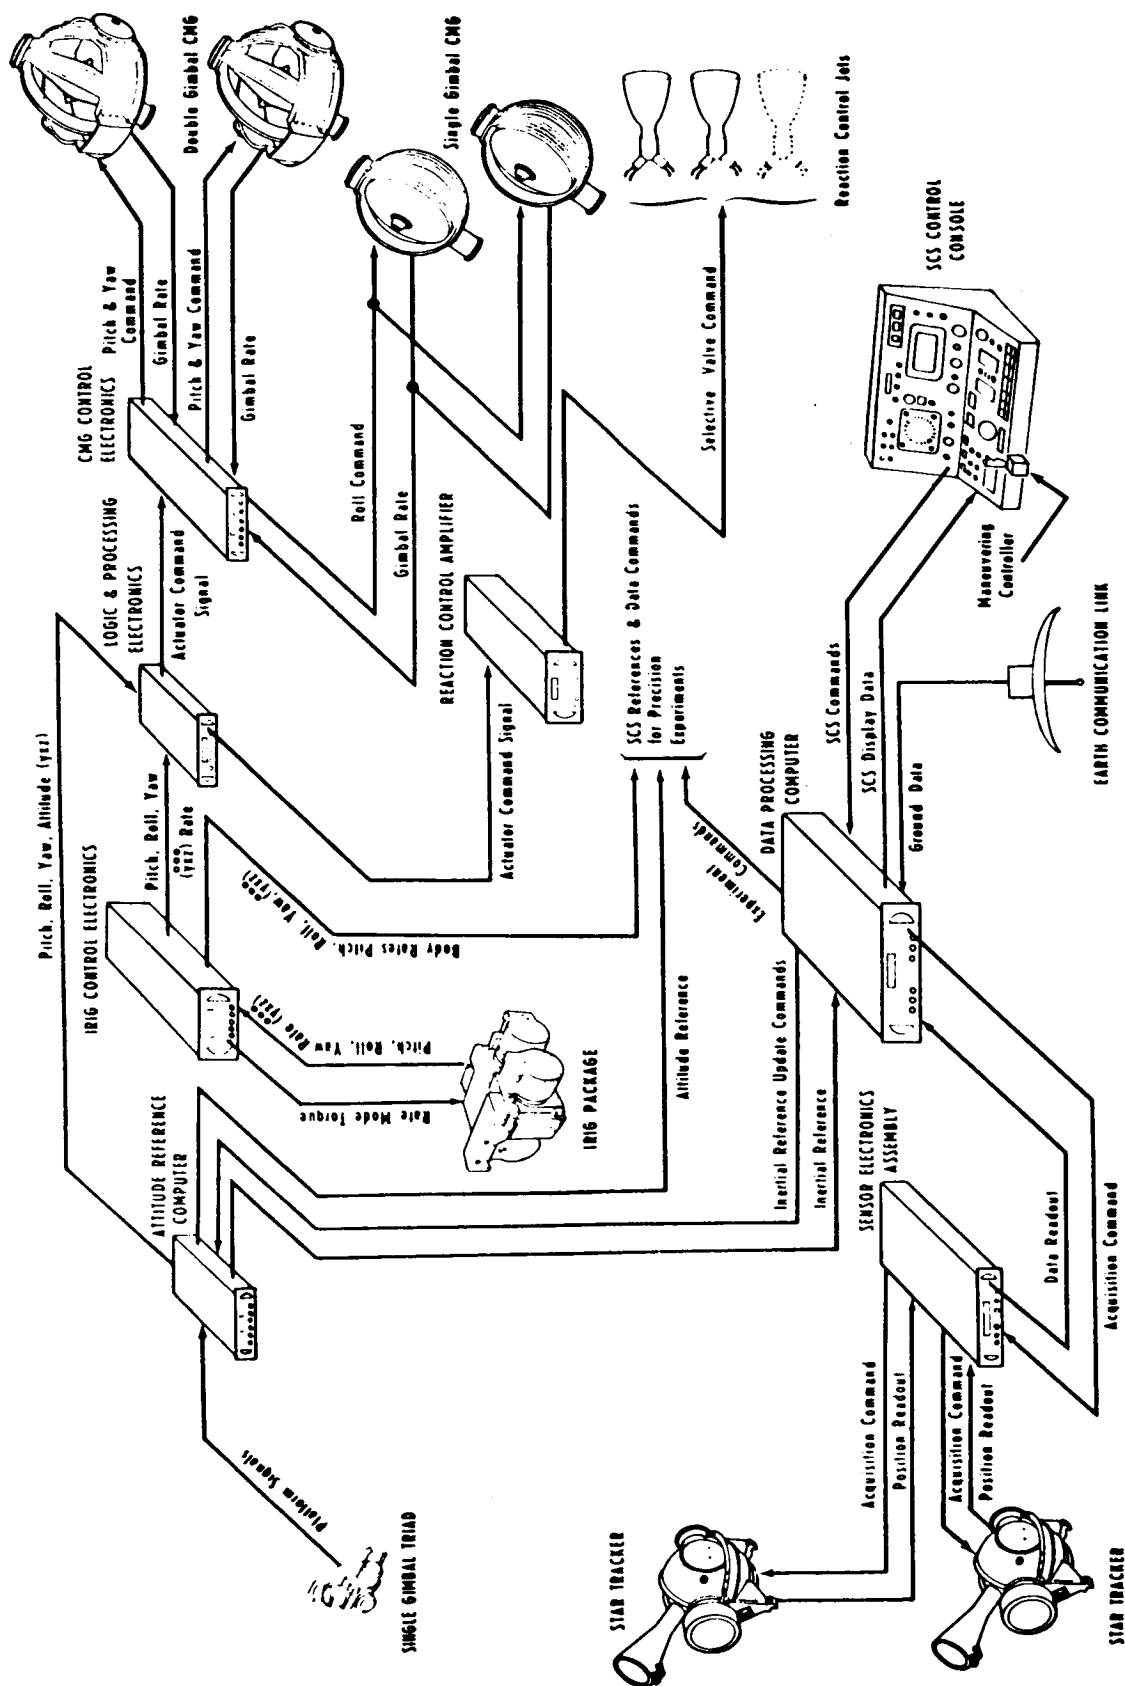 Pitch, Roll, Yaw, Attitude (yxz)
LOGIC & PROCESSING
ELECTRONICS
CMG CONTROL
ELECTRONICS
Pitch & Yaw
Command
Gimbal Rate
Pitch & Yaw Command
Gimbal Rate
Double Gimbal CMG
IRIG CONTROL ELECTRONICS
Pitch, Roll, Yaw
(yxz) Rate
Actuator Command
Signal
ATTITUDE REFERENCE
COMPUTER
Platform Signals
SINGLE GIMBAL TRIAD
Rate Mode Torque
Pitch, Roll, Yaw Rate (yxz)
IRIG PACKAGE
Body Rates Pitch,
Roll, Yaw, (yxz)
Roll Command
Gimbal Rate
Single Gimbal CMG
REACTION CONTROL AMPLIFIER
Actuator Command Signal
Selective Valve Command
Reaction Control Jets
Attitude Reference
SCS References & Data Commands
for Precision
Experiments
Experiment
Commands
Inertial Reference Update Commands
Inertial Reference
DATA PROCESSING
COMPUTER
SCS Commands
SCS Display Data
Ground Data
SCS CONTROL
CONSOLE
Maneuvering
Controller
EARTH COMMUNICATION LINK
SENSOR ELECTRONICS
ASSEMBLY
Data Readout
Acquisition Command
Acquisition Command
Position Readout
Acquisition Command
Position Readout
STAR TRACKER
STAR TRACKER